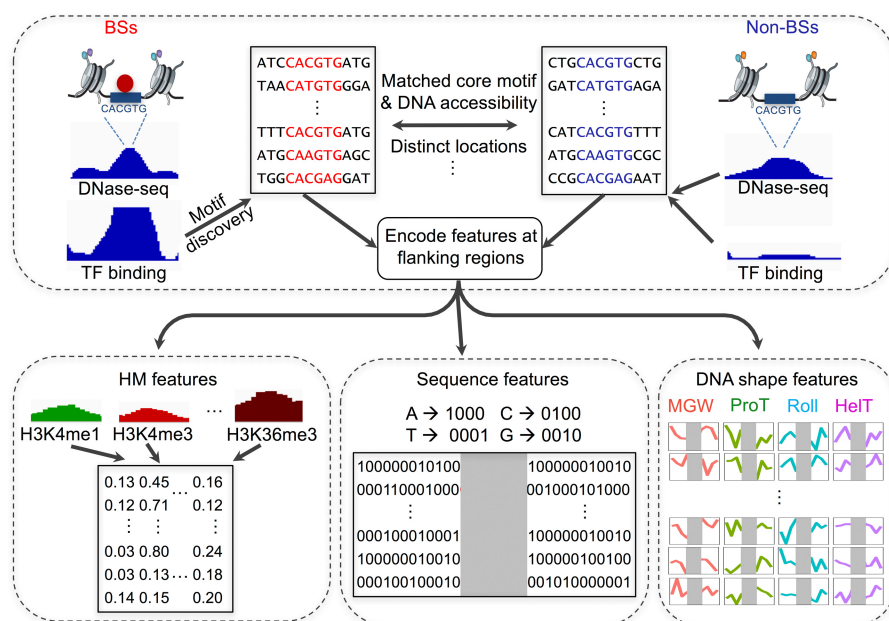 BSs
Non-BSs
CACGTG
DNase-seq
TF binding
Motif
discovery
ATCCACGTGATG
TAACATGTGGGA
⋮
TTTCACGTGATG
ATGCAAGTGAGC
TGGCACGAGGAT
Matched core motif
& DNA accessibility
Distinct locations
⋮
CTGCACGTGCTG
GATCATGTGAGA
⋮
CATCACGTGTTT
ATGCAAGTGCGC
CCGCACGAGAAT
CACGTG
DNase-seq
TF binding
Encode features at
flanking regions
HM features
...
H3K4me1 H3K4me3 H3K36me3
0.13 0.45 ... 0.16
0.12 0.71 0.12
⋮ ⋮ ⋮
0.03 0.80 0.24
0.03 0.13 ... 0.18
0.14 0.15 0.20
Sequence features
A → 1000 C → 0100
T → 0001 G → 0010
100000010100 100000010010
000110001000 001000101000
⋮ ⋮
000100010001 100000010010
100000010010 100000100100
000100100010 001010000001
DNA shape features
MGW ProT Roll HelT
⋮